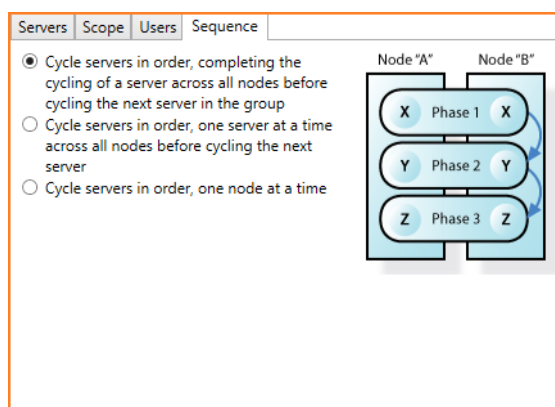 Servers Scope Users Sequence
Cycle servers in order, completing the
cycling of a server across all nodes before
cycling the next server in the group
Cycle servers in order, one server at a time
across all nodes before cycling the next
server
Cycle servers in order, one node at a time
Node "A" Node "B"
X Phase 1 X
Y Phase 2 Y
Z Phase 3 Z